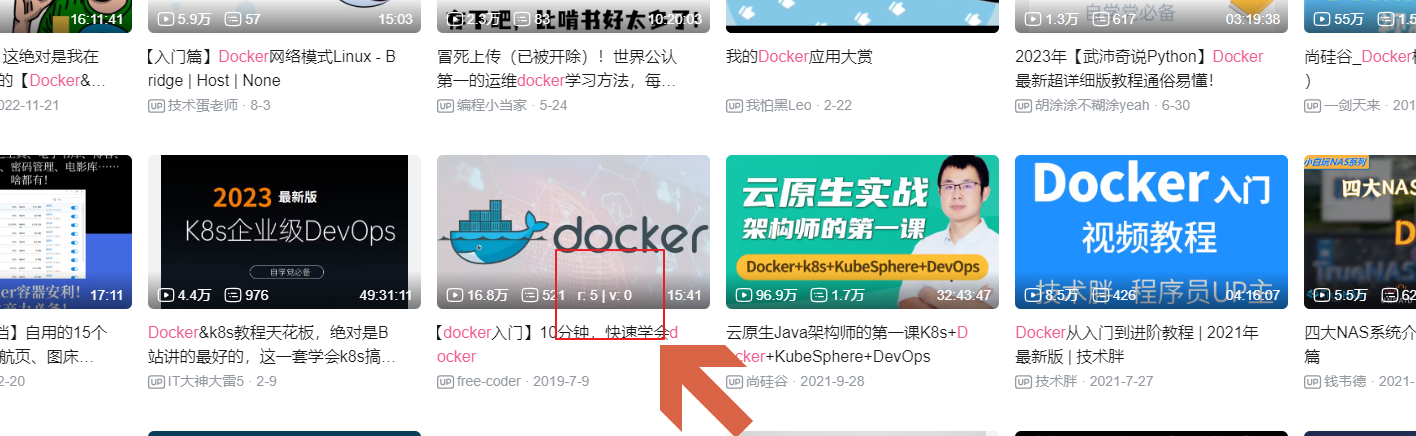 16:11:41
5.9万 57 15:03
2.3万 83 10:20:03
自学党必备
1.3万 617 03:19:38
55万
这绝对是我在
的【Docker&...
022-11-21
【入门篇】Docker网络模式Linux - B
ridge | Host | None
UP 技术蛋老师 · 8-3
冒死上传（已被开除）！世界公认
第一的运维docker学习方法，每...
UP 编程小当家 · 5-24
我的Docker应用大赏
UP 我怕黑Leo · 2-22
2023年【武沛奇说Python】Docker
最新超详细版教程通俗易懂!
UP 胡涂涂不糊涂yeah · 6-30
尚硅谷_Docker
）
UP 一剑天来 · 201
密码管理、电影库……
啥都有!
er容器安利!
17:11
2023 最新版
K8s企业级DevOps
自学党必备
4.4万 976 49:31:11
docker
16.8万 521 r: 5 | v: 0 15:41
云原生实战
架构师的第一课
Docker+k8s+KubeSphere+DevOps
96.9万 1.7万 32:43:47
Docker入门
视频教程
技术胖 程序员UP主
8.5万 426 04:16:07
小白玩NAS系列
四大NAS
TrueNAS
5.5万 62
当】自用的15个
航页、图床...
2-20
Docker&k8s教程天花板，绝对是B
站讲的最好的，这一套学会k8s搞...
UP IT大神大雷5 · 2-9
【docker入门】10分钟，快速学会d
ocker
UP free-coder · 2019-7-9
云原生Java架构师的第一课K8s+D
cker+KubeSphere+DevOps
UP 尚硅谷 · 2021-9-28
Docker从入门到进阶教程 | 2021年
最新版 | 技术胖
UP 技术胖 · 2021-7-27
四大NAS系统介
篇
UP 钱韦德 · 2021-